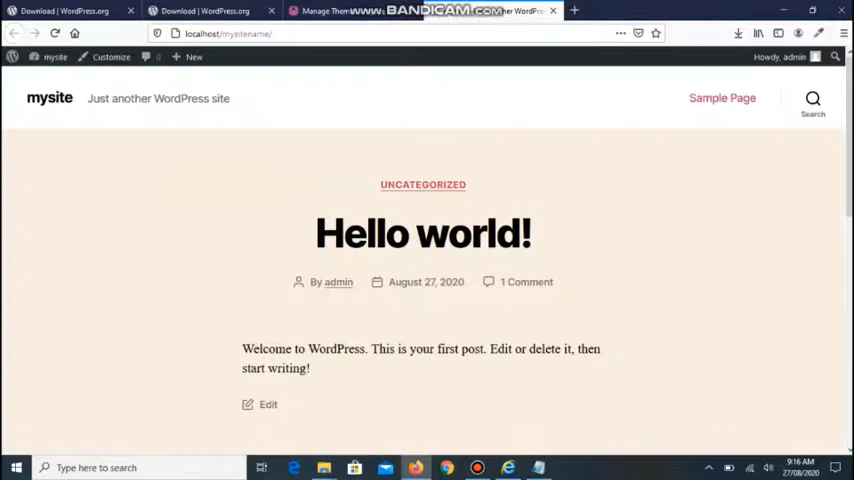 Download | WordPress.org
Download | WordPress.org
Manage Them
www.BANDICAM.com
other WordPre
localhost/mysitename/
mysite
Customize
0
New
Howdy, admin
mysite
Just another WordPress site
Sample Page
Search
UNCATEGORIZED
Hello world!
By admin
August 27, 2020
1 Comment
Welcome to WordPress. This is your first post. Edit or delete it, then
start writing!
Edit
Type here to search
9:16 AM
27/08/2020